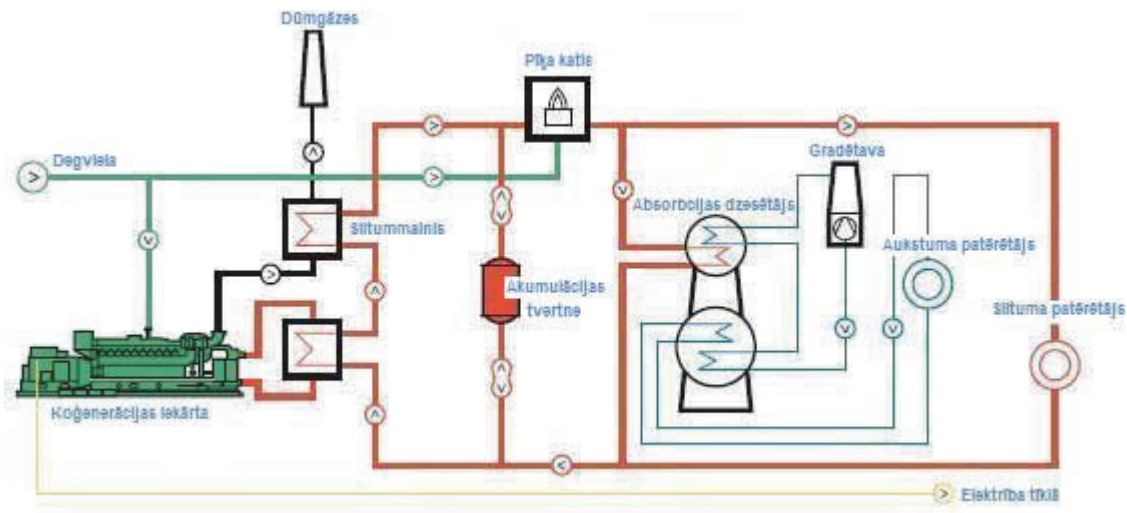 Dūmgāzes
Pīķa katls
Degviela
Gradētava
Absorbcijas dzesētājs
Siltummainis
Aukstuma patērētājs
Akumulācijas
tvertne
Siltuma patērētājs
Koģenerācijas iekārta
Elektrība tīklā